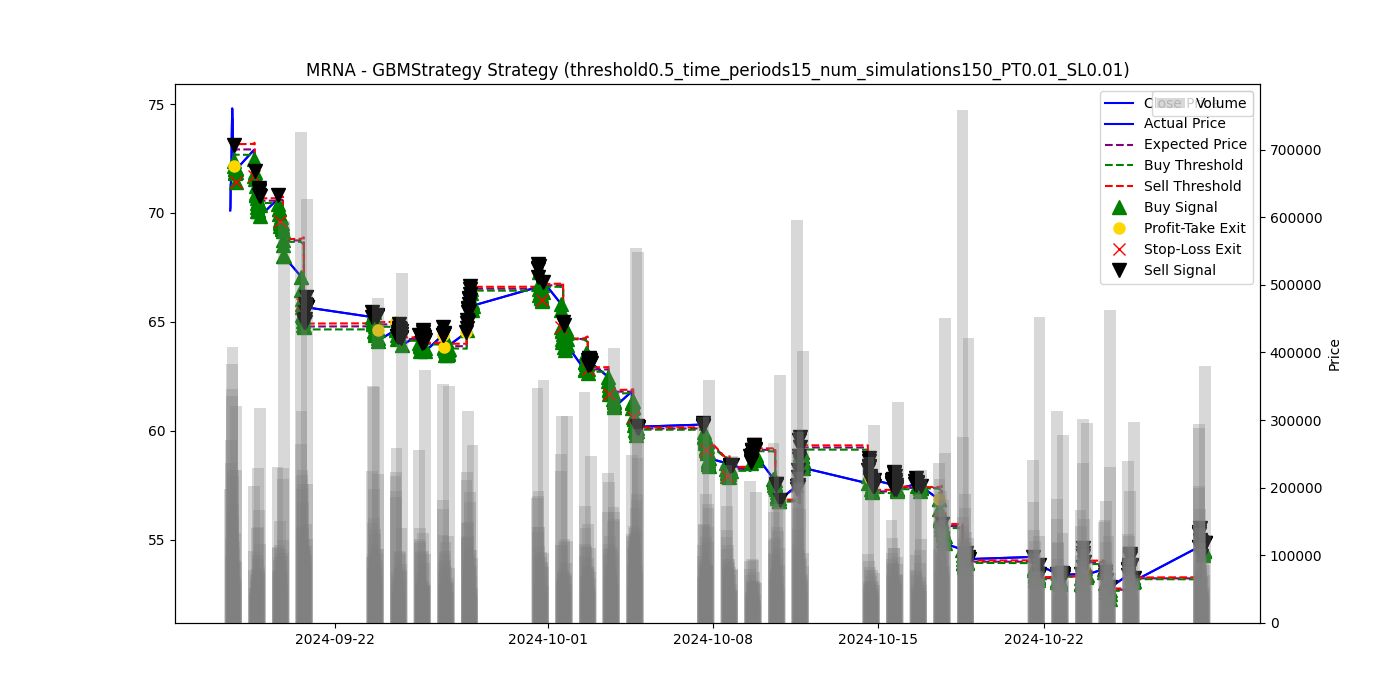 MRNA - GBMStrategy Strategy (threshold0.5_time_periods15_num_simulations150_PT0.01_SL0.01)
75
70
65
60
55
Volume
Actual Price
Expected Price
Buy Threshold
Sell Threshold
Buy Signal
Profit-Take Exit
Stop-Loss Exit
Sell Signal
700000
600000
500000
400000
300000
200000
100000
0
Price
2024-09-22
2024-10-01
2024-10-08
2024-10-15
2024-10-22